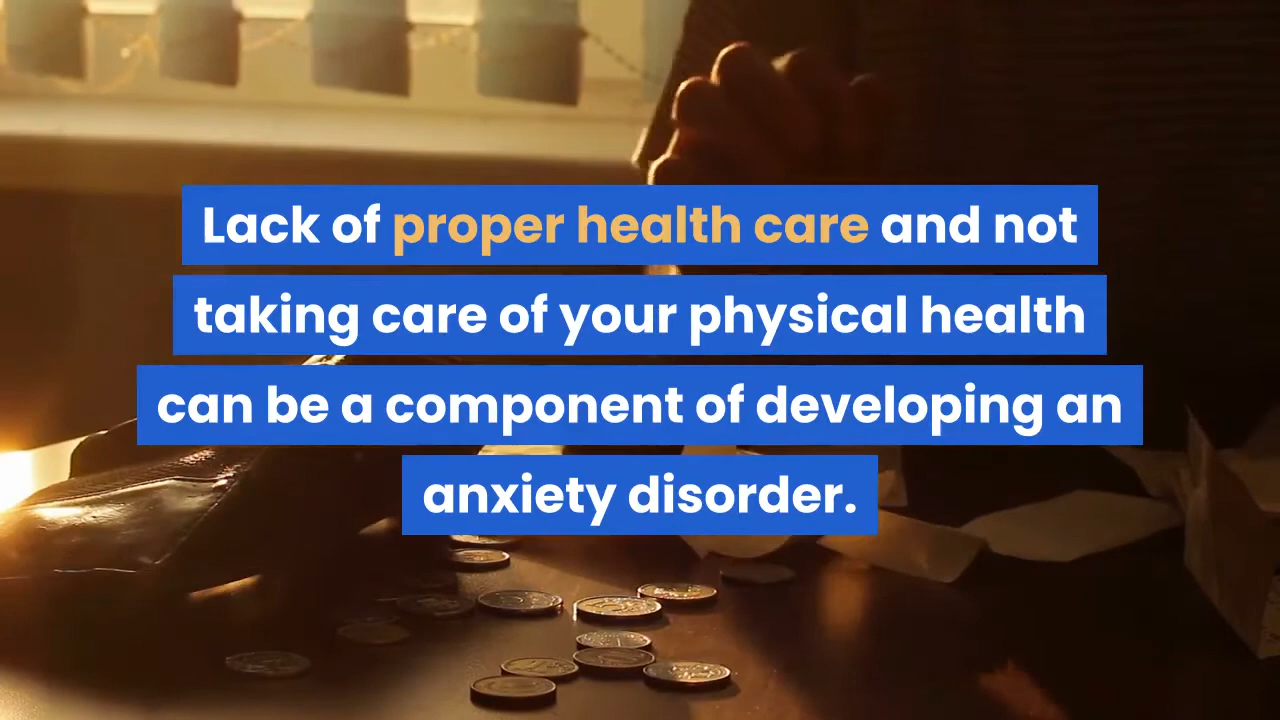 Lack of proper health care and not
taking care of your physical health
can be a component of developing an
anxiety disorder.